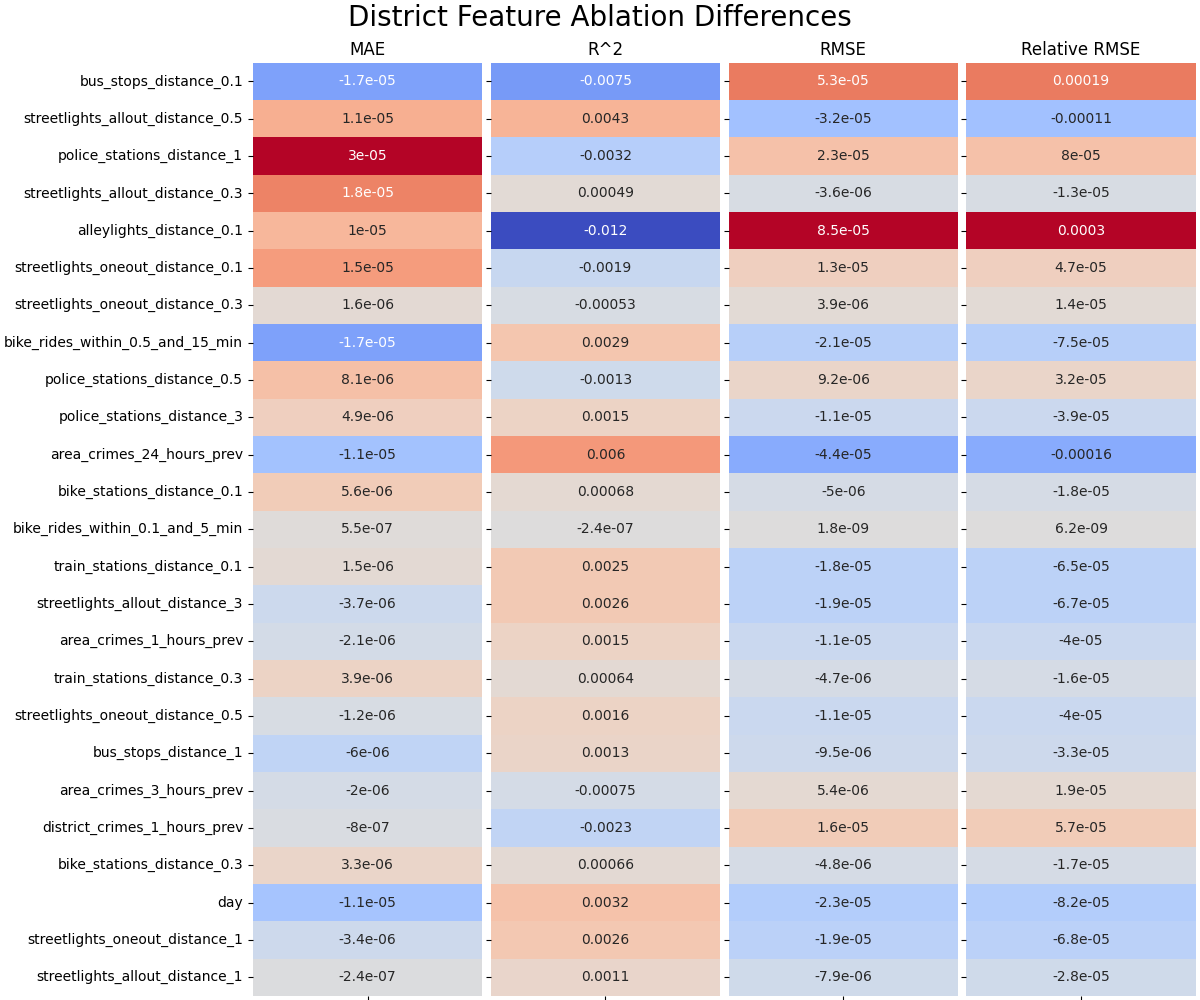 District Feature Ablation Differences
MAE R^2 RMSE Relative RMSE
bus_stops_distance_0.1 -1.7e-05 -0.0075 5.3e-05 0.00019
streetlights_allout_distance_0.5 1.1e-05 0.0043 -3.2e-05 -0.00011
police_stations_distance_1 3e-05 -0.0032 2.3e-05 8e-05
streetlights_allout_distance_0.3 1.8e-05 0.00049 -3.6e-06 -1.3e-05
alleylights_distance_0.1 1e-05 -0.012 8.5e-05 0.0003
streetlights_oneout_distance_0.1 1.5e-05 -0.0019 1.3e-05 4.7e-05
streetlights_oneout_distance_0.3 1.6e-06 -0.00053 3.9e-06 1.4e-05
bike_rides_within_0.5_and_15_min -1.7e-05 0.0029 -2.1e-05 -7.5e-05
police_stations_distance_0.5 8.1e-06 -0.0013 9.2e-06 3.2e-05
police_stations_distance_3 4.9e-06 0.0015 -1.1e-05 -3.9e-05
area_crimes_24_hours_prev -1.1e-05 0.006 -4.4e-05 -0.00016
bike_stations_distance_0.1 5.6e-06 0.00068 -5e-06 -1.8e-05
bike_rides_within_0.1_and_5_min 5.5e-07 -2.4e-07 1.8e-09 6.2e-09
train_stations_distance_0.1 1.5e-06 0.0025 -1.8e-05 -6.5e-05
streetlights_allout_distance_3 -3.7e-06 0.0026 -1.9e-05 -6.7e-05
area_crimes_1_hours_prev -2.1e-06 0.0015 -1.1e-05 -4e-05
train_stations_distance_0.3 3.9e-06 0.00064 -4.7e-06 -1.6e-05
streetlights_oneout_distance_0.5 -1.2e-06 0.0016 -1.1e-05 -4e-05
bus_stops_distance_1 -6e-06 0.0013 -9.5e-06 -3.3e-05
area_crimes_3_hours_prev -2e-06 -0.00075 5.4e-06 1.9e-05
district_crimes_1_hours_prev -8e-07 -0.0023 1.6e-05 5.7e-05
bike_stations_distance_0.3 3.3e-06 0.00066 -4.8e-06 -1.7e-05
day -1.1e-05 0.0032 -2.3e-05 -8.2e-05
streetlights_oneout_distance_1 -3.4e-06 0.0026 -1.9e-05 -6.8e-05
streetlights_allout_distance_1 -2.4e-07 0.0011 -7.9e-06 -2.8e-05